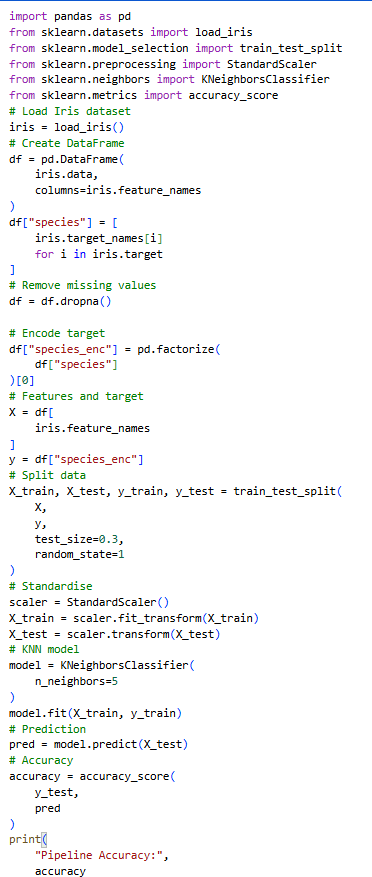 import pandas as pd
from sklearn.datasets import load_iris
from sklearn.model_selection import train_test_split
from sklearn.preprocessing import StandardScaler
from sklearn.neighbors import KNeighborsClassifier
from sklearn.metrics import accuracy_score
# Load Iris dataset
iris = load_iris()
# Create DataFrame
df = pd.DataFrame(
    iris.data,
    columns=iris.feature_names
)
df["species"] = [
    iris.target_names[i]
    for i in iris.target
]
# Remove missing values
df = df.dropna()

# Encode target
df["species_enc"] = pd.factorize(
    df["species"]
)[0]
# Features and target
X = df[
    iris.feature_names
]
y = df["species_enc"]
# Split data
X_train, X_test, y_train, y_test = train_test_split(
    X,
    y,
    test_size=0.3,
    random_state=1
)
# Standardise
scaler = StandardScaler()
X_train = scaler.fit_transform(X_train)
X_test = scaler.transform(X_test)
# KNN model
model = KNeighborsClassifier(
    n_neighbors=5
)
model.fit(X_train, y_train)
# Prediction
pred = model.predict(X_test)
# Accuracy
accuracy = accuracy_score(
    y_test,
    pred
)
print(
    "Pipeline Accuracy:",
    accuracy